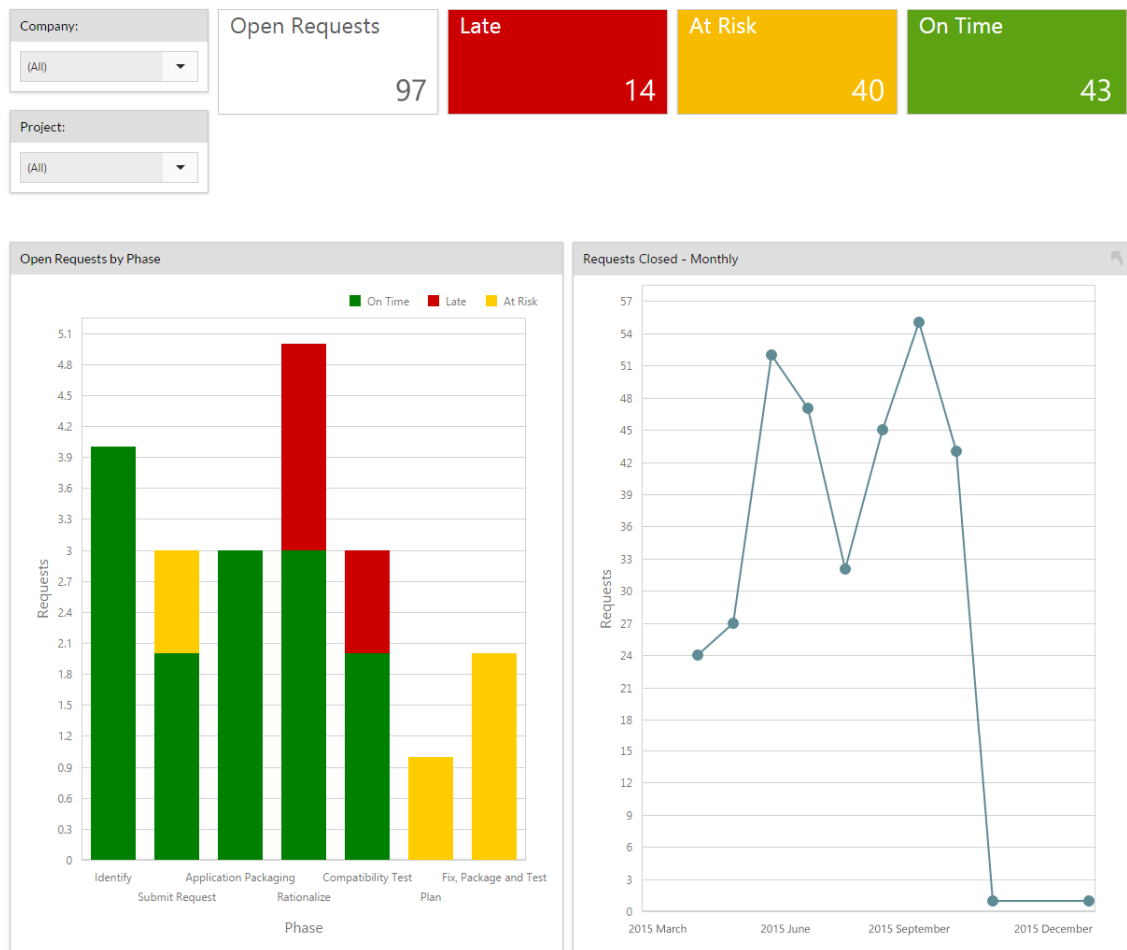 Company:
(All)
Project:
(All)
Open Requests
97
Late
14
At Risk
40
On Time
43
Open Requests by Phase
On Time Late At Risk
5.1
4.8
4.5
4.2
3.9
3.6
3.3
3
2.7
2.4
2.1
1.8
1.5
1.2
0.9
0.6
0.3
0
Requests
Identify Application Packaging Compatibility Test Fix, Package and Test
Submit Request Rationalize Plan
Phase
Requests Closed - Monthly
57
54
51
48
45
42
39
36
33
30
27
24
21
18
15
12
9
6
3
0
Requests
2015 March 2015 June 2015 September 2015 December